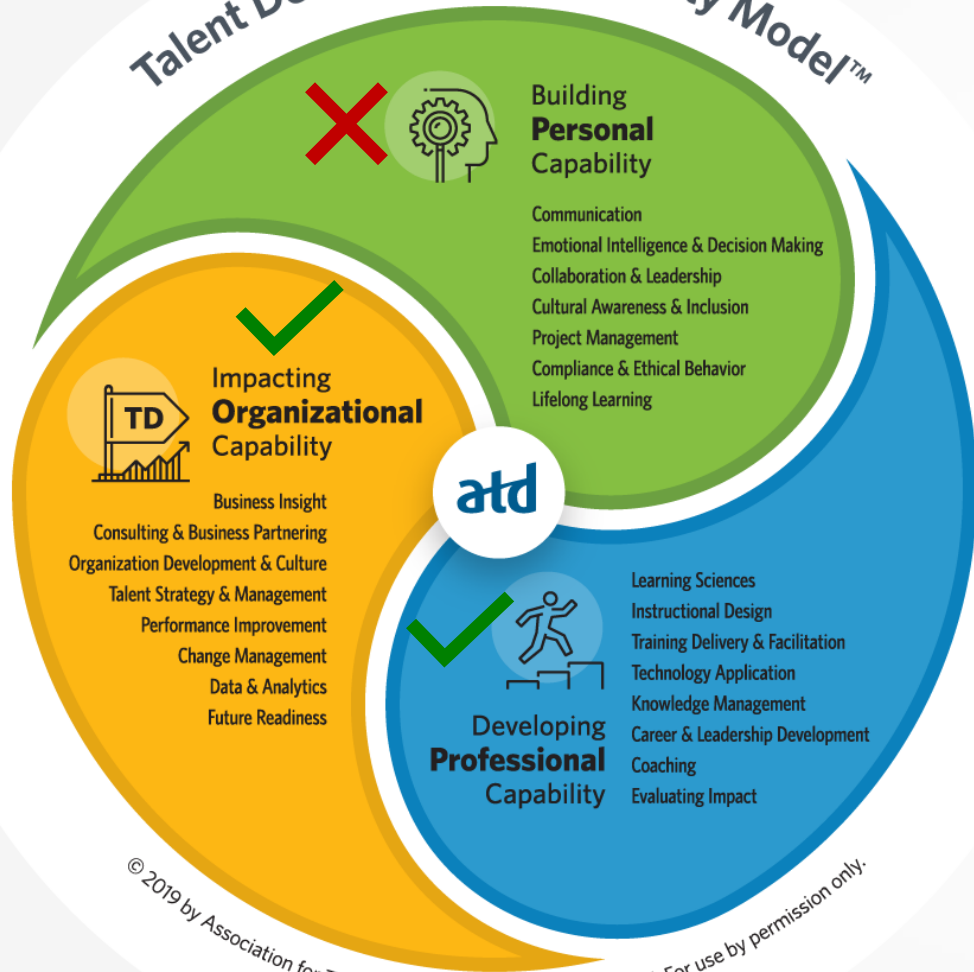 Talent
Model™
Building
Personal
Capability
Communication
Emotional Intelligence & Decision Making
Collaboration & Leadership
Cultural Awareness & Inclusion
Project Management
Compliance & Ethical Behavior
Lifelong Learning
TD
Impacting
Organizational
Capability
Business Insight
Consulting & Business Partnering
Organization Development & Culture
Talent Strategy & Management
Performance Improvement
Change Management
Data & Analytics
Future Readiness
atd
Learning Sciences
Instructional Design
Training Delivery & Facilitation
Technology Application
Knowledge Management
Career & Leadership Development
Coaching
Evaluating Impact
Developing
Professional
Capability
© 2019 by Association for
For use by permission only.